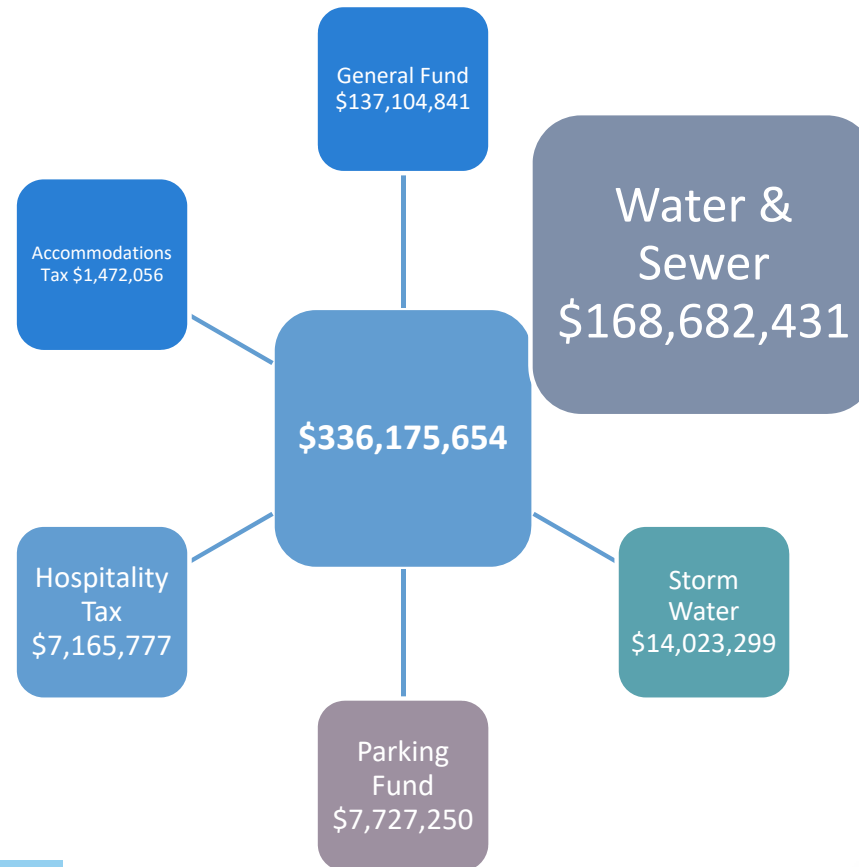 General Fund
$137,104,841
Water &
Sewer
$168,682,431
Accommodations
Tax $1,472,056
$336,175,654
Hospitality
Tax
$7,165,777
Storm
Water
$14,023,299
Parking
Fund
$7,727,250